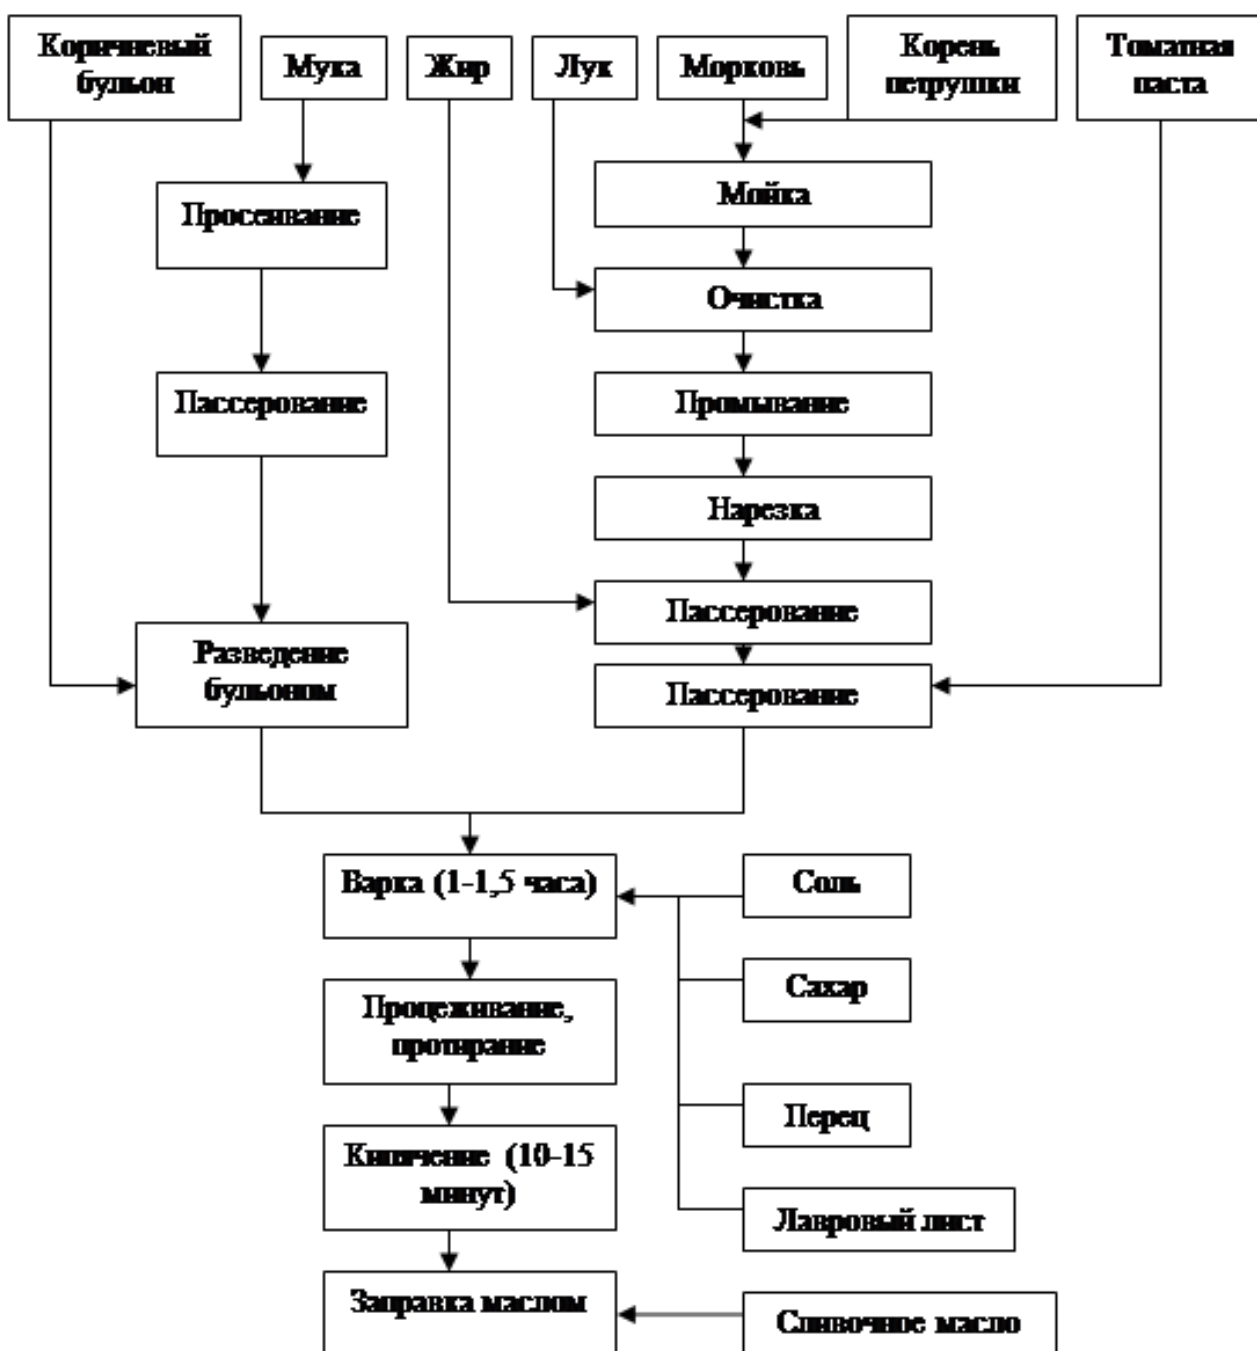 Коричневый
бульон
Мука
Жир
Лук
Морковь
Корень
петрушки
Томатная
паста
Мойка
Просеивание
Очистка
Пассерование
Промывание
Нарезка
Пассерование
Разведение
бульоном
Пассерование
Варка (1-1,5 часа)
Соль
Процеживание,
протирание
Сахар
Перец
Кипячение (10-15
минут)
Лавровый лист
Заправка маслом
Сливочное масло